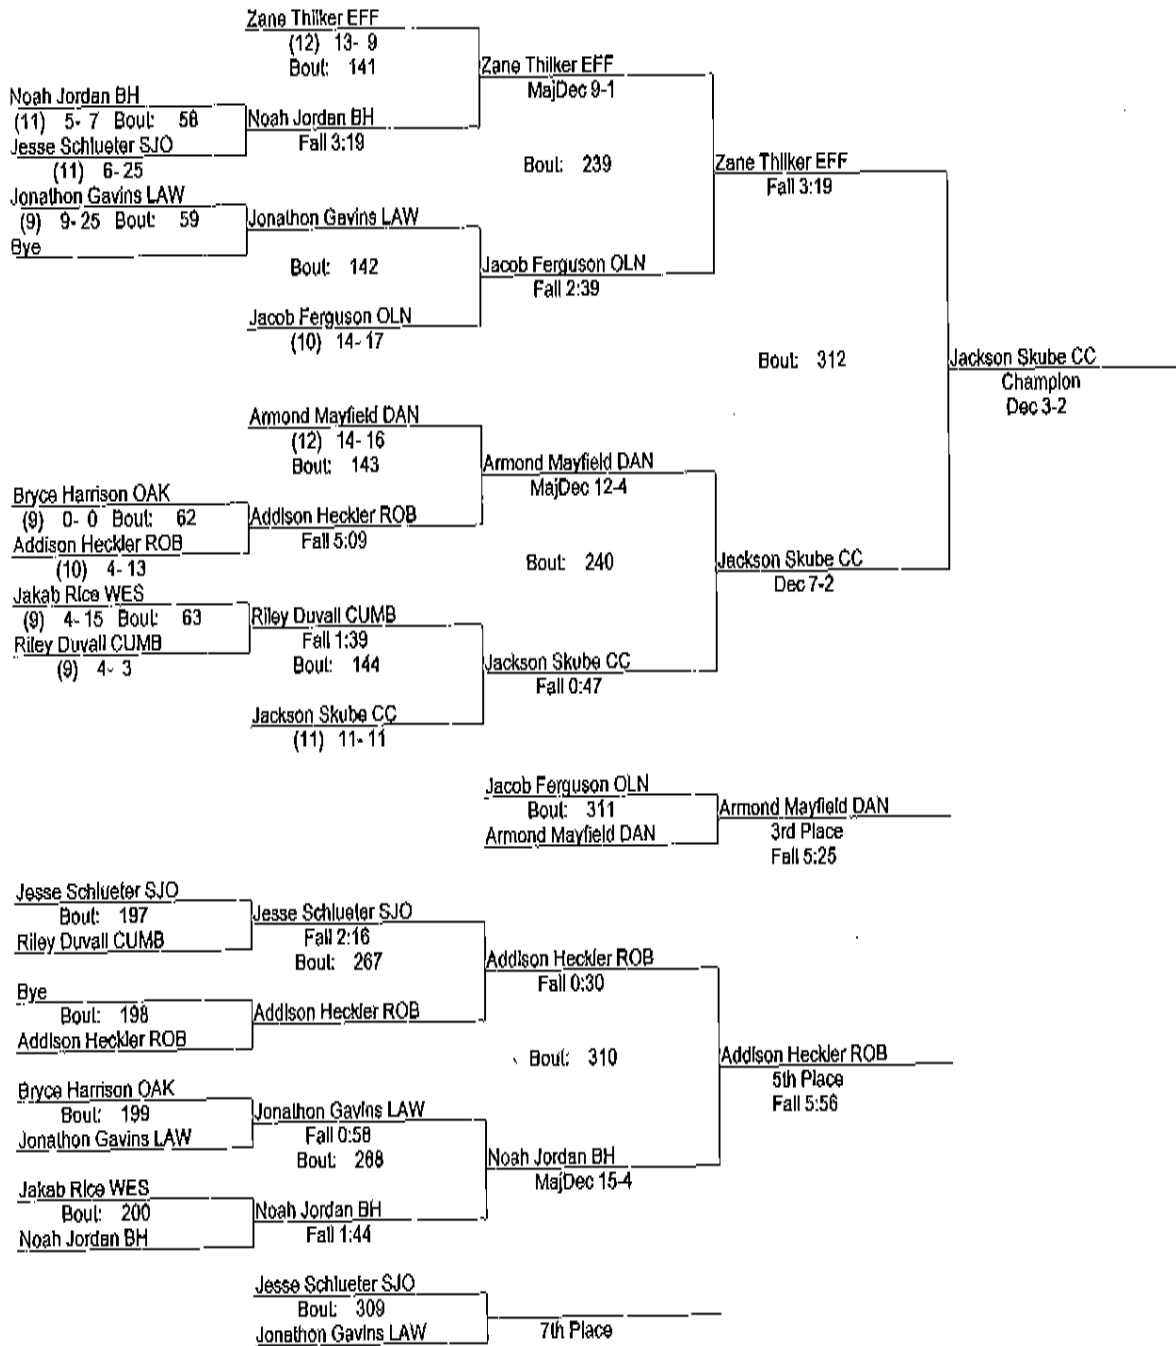 Zane Thilker EFF
(12) 13- 9
Bout: 141
Zane Thilker EFF
MajDec 9-1
Noah Jordan BH
(11) 5- 7 Bout: 58
Noah Jordan BH
Fall 3:19
Jesse Schlueter SJO
(11) 6- 25
Bout: 239
Zane Thilker EFF
Fall 3:19
Jonathon Gavins LAW
(9) 9- 25 Bout: 59
Jonathon Gavins LAW
Bye
Bout: 142
Jacob Ferguson OLN
Fall 2:39
Jacob Ferguson OLN
(10) 14- 17
Bout: 312
Jackson Skube CC
Champion
Dec 3-2
Armond Mayfield DAN
(12) 14- 16
Bout: 143
Armond Mayfield DAN
MajDec 12-4
Bryce Harrison OAK
(9) 0- 0 Bout: 62
Addison Heckler ROB
Fall 5:09
Addison Heckler ROB
(10) 4- 13
Bout: 240
Jackson Skube CC
Dec 7-2
Jakab Rice WES
(9) 4- 15 Bout: 63
Riley Duvall CUMB
Fall 1:39
Riley Duvall CUMB
(9) 4- 3
Bout: 144
Jackson Skube CC
Fall 0:47
Jackson Skube CC
(11) 11- 11
Jacob Ferguson OLN
Bout: 311
Armond Mayfield DAN
Armond Mayfield DAN
3rd Place
Fall 5:25
Jesse Schlueter SJO
Bout: 197
Riley Duvall CUMB
Jesse Schlueter SJO
Fall 2:16
Bout: 267
Addison Heckler ROB
Fall 0:30
Bye
Bout: 198
Addison Heckler ROB
Addison Heckler ROB
Bout: 310
Addison Heckler ROB
5th Place
Fall 5:56
Bryce Harrison OAK
Bout: 199
Jonathon Gavins LAW
Jonathon Gavins LAW
Fall 0:58
Bout: 268
Noah Jordan BH
MajDec 15-4
Jakab Rice WES
Bout: 200
Noah Jordan BH
Noah Jordan BH
Fall 1:44
Jesse Schlueter SJO
Bout: 309
Jonathon Gavins LAW
7th Place